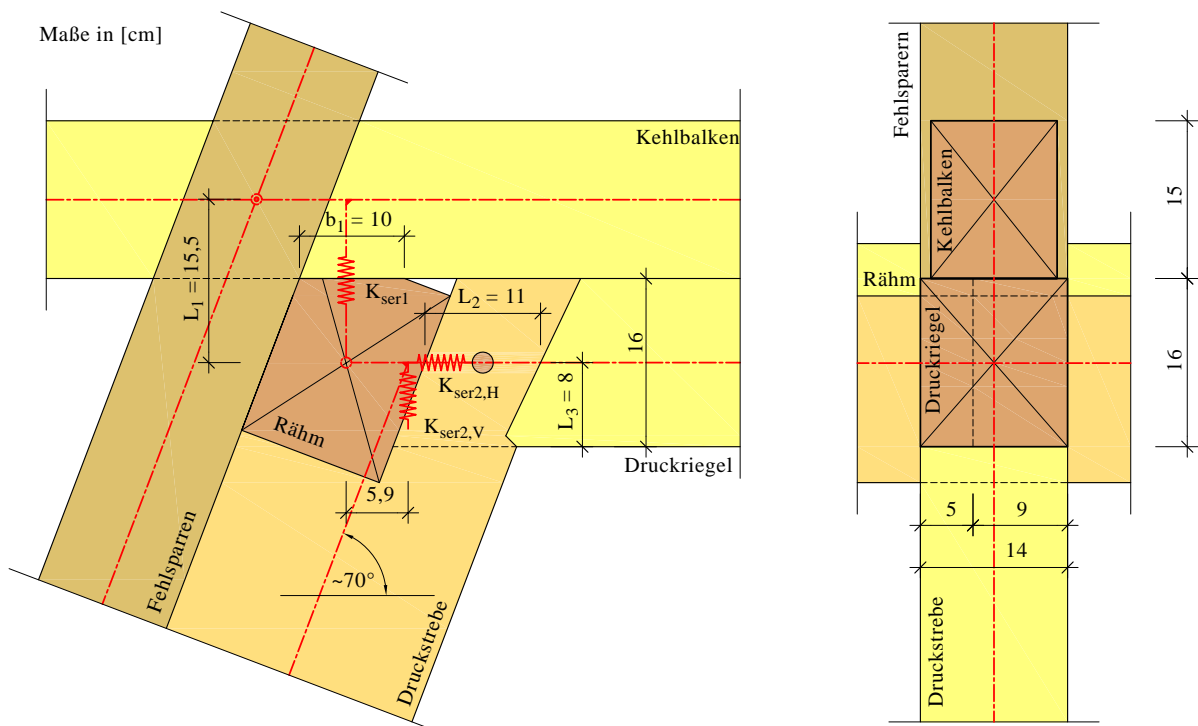 Maße in [cm]
Kehlbalken
b1 = 10
L1 = 15,5
Kser1
L2 = 11
16
Kser2,H
L3 = 8
Kser2,V
Rähm
Druckriegel
5,9
~70°
Fehlsparren
Druckstrebe
Fehlsparern
Kehlbalken
15
Rähm
Druckriegel
16
5
9
14
Druckstrebe